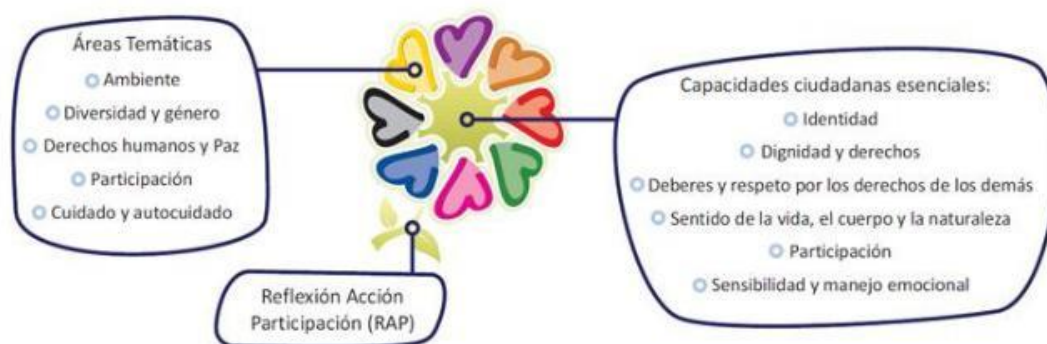 Áreas Temáticas
Ambiente
Diversidad y género
Derechos humanos y Paz
Participación
Cuidado y autocuidado
Reflexión Acción
Participación (RAP)
Capacidades ciudadanas esenciales:
Identidad
Dignidad y derechos
Deberes y respeto por los derechos de los demás
Sentido de la vida, el cuerpo y la naturaleza
Participación
Sensibilidad y manejo emocional